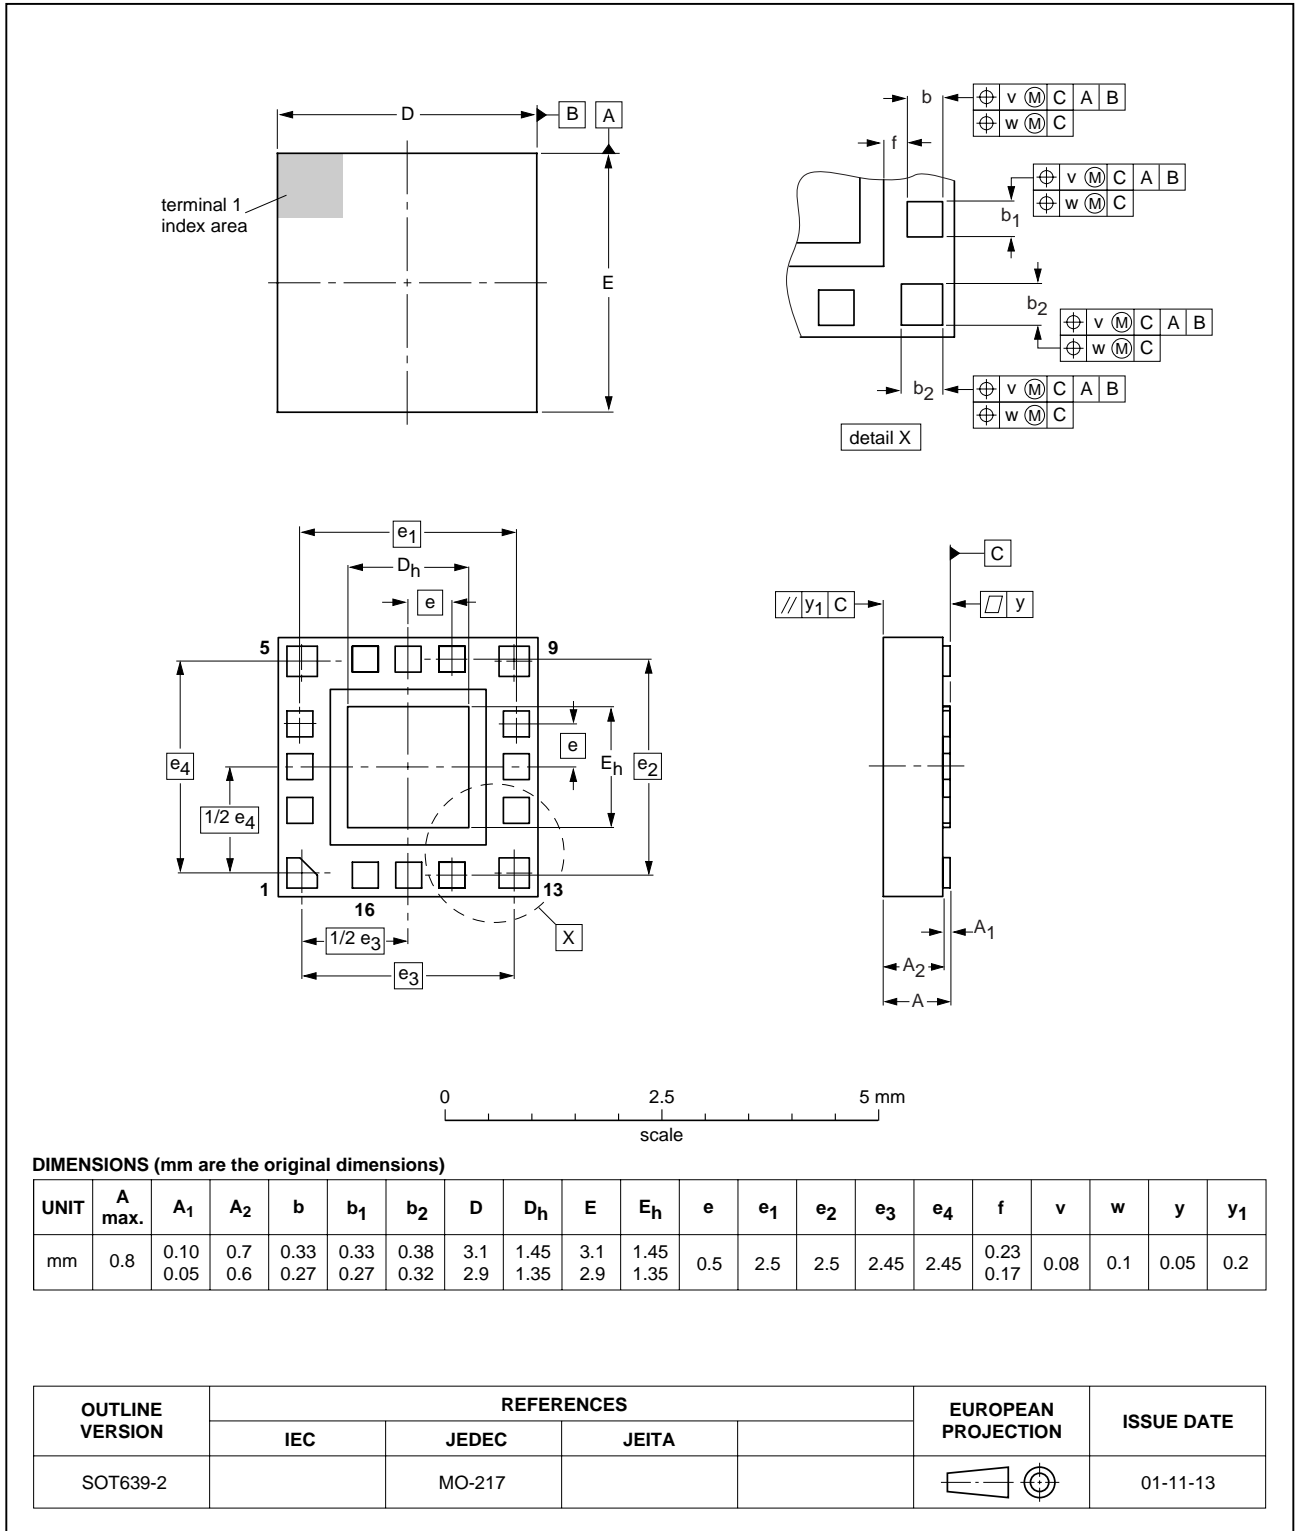 D
B
A
terminal 1
index area
E
b
⌖ v Ⓜ C A B
⌖ w Ⓜ C
f
⌖ v Ⓜ C A B
⌖ w Ⓜ C
b1
b2
⌖ v Ⓜ C A B
⌖ w Ⓜ C
b2
⌖ v Ⓜ C A B
⌖ w Ⓜ C
detail X
e1
Dh
e
5
9
e4
1/2 e4
e
Eh
e2
1
13
16
1/2 e3
X
e3
C
// y1 C
⏥ y
A1
A2
A
0 2.5 5 mm
scale
DIMENSIONS (mm are the original dimensions)
UNIT A max. A1 A2 b b1 b2 D Dh E Eh e e1 e2 e3 e4 f v w y y1
mm 0.8 0.10 0.05 0.7 0.6 0.33 0.27 0.33 0.27 0.38 0.32 3.1 2.9 1.45 1.35 3.1 2.9 1.45 1.35 0.5 2.5 2.5 2.45 2.45 0.23 0.17 0.08 0.1 0.05 0.2
OUTLINE VERSION REFERENCES EUROPEAN PROJECTION ISSUE DATE
IEC JEDEC JEITA
SOT639-2 MO-217 01-11-13